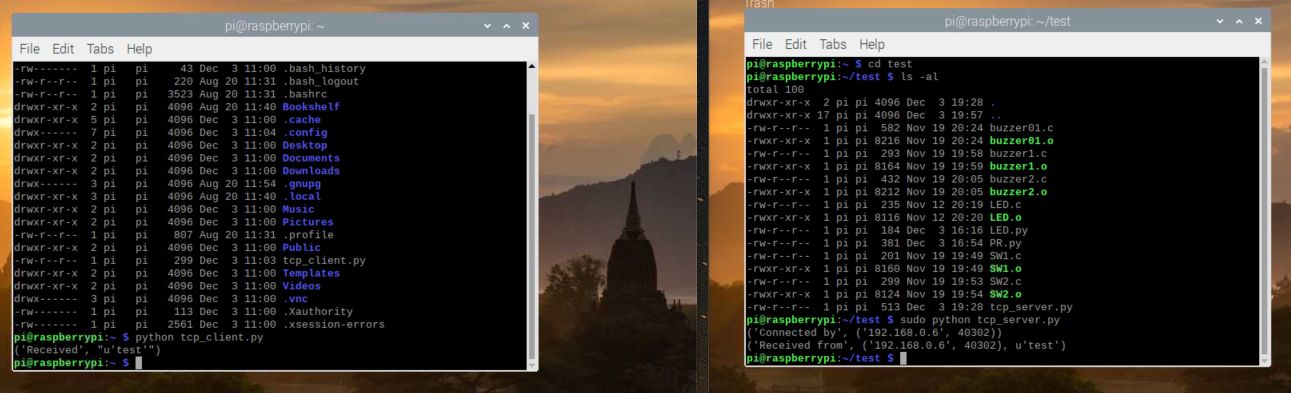 pi@raspberrypi: ~
File Edit Tabs Help
-rw------- 1 pi pi 43 Dec 3 11:00 .bash_history
-rw-r--r-- 1 pi pi 220 Aug 20 11:31 .bash_logout
-rw-r--r-- 1 pi pi 3523 Aug 20 11:31 .bashrc
drwxr-xr-x 2 pi pi 4096 Aug 20 11:40 Bookshelf
drwxr-xr-x 5 pi pi 4096 Dec 3 11:00 .cache
drwx------ 7 pi pi 4096 Dec 3 11:04 .config
drwxr-xr-x 2 pi pi 4096 Dec 3 11:00 Desktop
drwxr-xr-x 2 pi pi 4096 Dec 3 11:00 Documents
drwxr-xr-x 2 pi pi 4096 Dec 3 11:00 Downloads
drwx------ 3 pi pi 4096 Aug 20 11:54 .gnupg
drwxr-xr-x 3 pi pi 4096 Aug 20 11:40 .local
drwxr-xr-x 2 pi pi 4096 Dec 3 11:00 Music
drwxr-xr-x 2 pi pi 4096 Dec 3 11:00 Pictures
-rw-r--r-- 1 pi pi 807 Aug 20 11:31 .profile
drwxr-xr-x 2 pi pi 4096 Dec 3 11:00 Public
-rw-r--r-- 1 pi pi 299 Dec 3 11:03 tcp_client.py
drwxr-xr-x 2 pi pi 4096 Dec 3 11:00 Templates
drwxr-xr-x 2 pi pi 4096 Dec 3 11:00 Videos
drwx------ 3 pi pi 4096 Dec 3 11:00 .vnc
-rw------- 1 pi pi 113 Dec 3 11:00 .Xauthority
-rw------- 1 pi pi 2561 Dec 3 11:00 .xsession-errors
pi@raspberrypi:~ $ python tcp_client.py
('Received', "u'test'")
pi@raspberrypi:~ $
Trash
pi@raspberrypi: ~/test
File Edit Tabs Help
pi@raspberrypi:~ $ cd test
pi@raspberrypi:~/test $ ls -al
total 100
drwxr-xr-x 2 pi pi 4096 Dec 3 19:28 .
drwxr-xr-x 17 pi pi 4096 Dec 3 19:57 ..
-rw-r--r-- 1 pi pi 582 Nov 19 20:24 buzzer01.c
-rwxr-xr-x 1 pi pi 8216 Nov 19 20:24 buzzer01.o
-rw-r--r-- 1 pi pi 293 Nov 19 19:58 buzzer1.c
-rwxr-xr-x 1 pi pi 8164 Nov 19 19:59 buzzer1.o
-rw-r--r-- 1 pi pi 432 Nov 19 20:05 buzzer2.c
-rwxr-xr-x 1 pi pi 8212 Nov 19 20:05 buzzer2.o
-rw-r--r-- 1 pi pi 235 Nov 12 20:19 LED.c
-rwxr-xr-x 1 pi pi 8116 Nov 12 20:20 LED.o
-rw-r--r-- 1 pi pi 184 Dec 3 16:16 LED.py
-rw-r--r-- 1 pi pi 381 Dec 3 16:54 PR.py
-rw-r--r-- 1 pi pi 201 Nov 19 19:49 SW1.c
-rwxr-xr-x 1 pi pi 8160 Nov 19 19:49 SW1.o
-rw-r--r-- 1 pi pi 299 Nov 19 19:53 SW2.c
-rwxr-xr-x 1 pi pi 8124 Nov 19 19:54 SW2.o
-rw-r--r-- 1 pi pi 513 Dec 3 19:28 tcp_server.py
pi@raspberrypi:~/test $ sudo python tcp_server.py
('Connected by', ('192.168.0.6', 40302))
('Received from', ('192.168.0.6', 40302), u'test')
pi@raspberrypi:~/test $